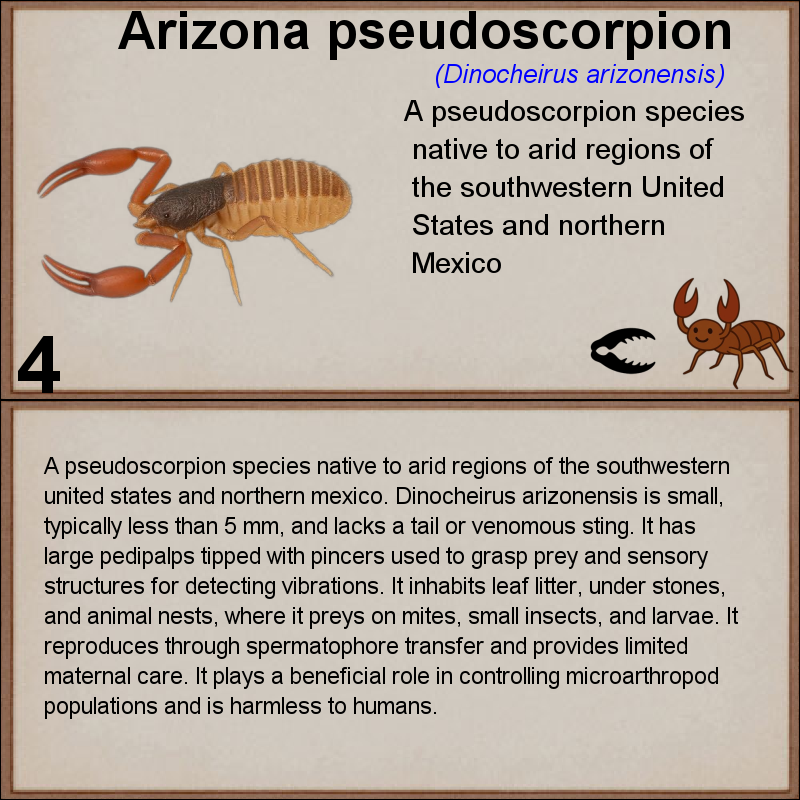 Arizona pseudoscorpion
(Dinocheirus arizonensis)
A pseudoscorpion species
native to arid regions of
the southwestern United
States and northern
Mexico
4
A pseudoscorpion species native to arid regions of the southwestern
united states and northern mexico. Dinocheirus arizonensis is small,
typically less than 5 mm, and lacks a tail or venomous sting. It has
large pedipalps tipped with pincers used to grasp prey and sensory
structures for detecting vibrations. It inhabits leaf litter, under stones,
and animal nests, where it preys on mites, small insects, and larvae. It
reproduces through spermatophore transfer and provides limited
maternal care. It plays a beneficial role in controlling microarthropod
populations and is harmless to humans.